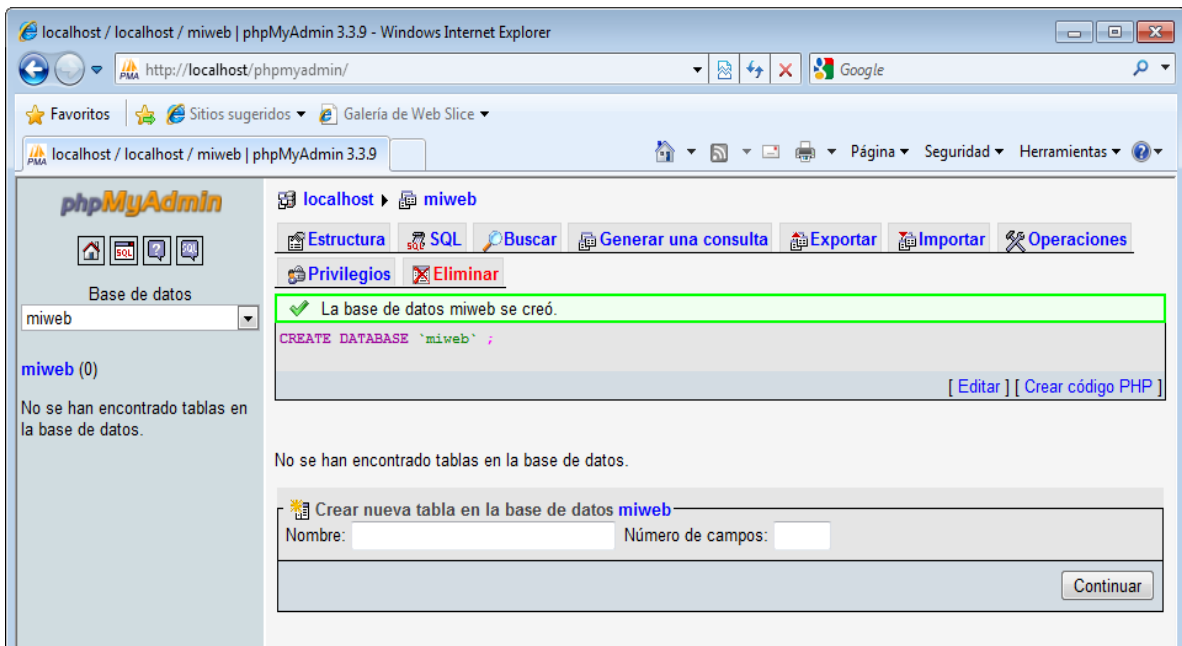 localhost / localhost / miweb | phpMyAdmin 3.3.9 - Windows Internet Explorer
PMA http://localhost/phpmyadmin/ Google
Favoritos Sitios sugeridos Galería de Web Slice
PMA localhost / localhost / miweb | phpMyAdmin 3.3.9 Página Seguridad Herramientas
phpMyAdmin
SQL ? SQL
Base de datos
miweb
miweb (0)
No se han encontrado tablas en
la base de datos.
localhost miweb
Estructura SQL Buscar Generar una consulta Exportar Importar Operaciones
Privilegios Eliminar
La base de datos miweb se creó.
CREATE DATABASE `miweb` ;
[ Editar ] [ Crear código PHP ]
No se han encontrado tablas en la base de datos.
Crear nueva tabla en la base de datos miweb
Nombre: Número de campos:
Continuar